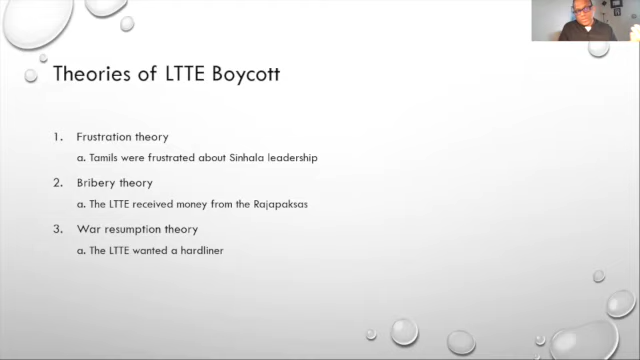 Theories of LTTE Boycott
1. Frustration theory
a. Tamils were frustrated about Sinhala leadership
2. Bribery theory
a. The LTTE received money from the Rajapaksas
3. War resumption theory
a. The LTTE wanted a hardliner